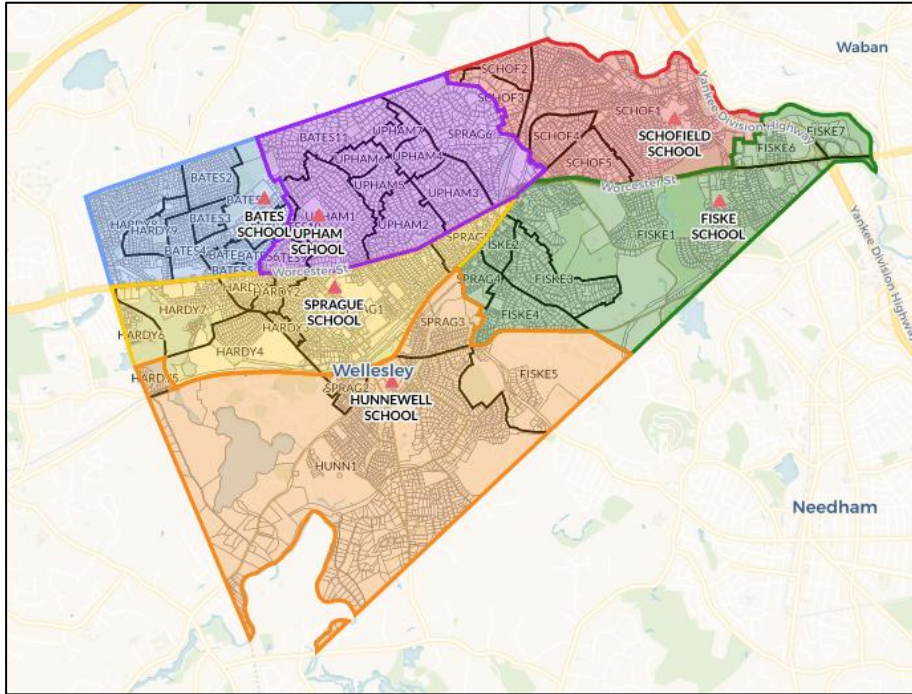 Waban
SCHOF2
SCHOF3
SCHOF1
SCHOFIELD
SCHOOL
Yankee Division Highway
SCHOF4
SCHOF5
FISKE7
FISKE6
BATES11
UPHAM7
SPRAG6
UPHAM6
UPHAM4
UPHAM5
UPHAM3
UPHAM1
UPHAM2
UPHAM
SCHOOL
BATES2
BATES3
BATES4
BATES
SCHOOL
HARDY9
Worcester St
Worcester St.
FISKE1
FISKE
SCHOOL
FISKE2
FISKE3
FISKE4
SPRAG4
Yankee Division Highway
HARDY7
HARDY2
HARDY6
HARDY4
SPRAG1
SPRAGUE
SCHOOL
SPRAG3
Wellesley
SPRAG2
HUNNEWELL
SCHOOL
FISKE5
HUNN1
Needham